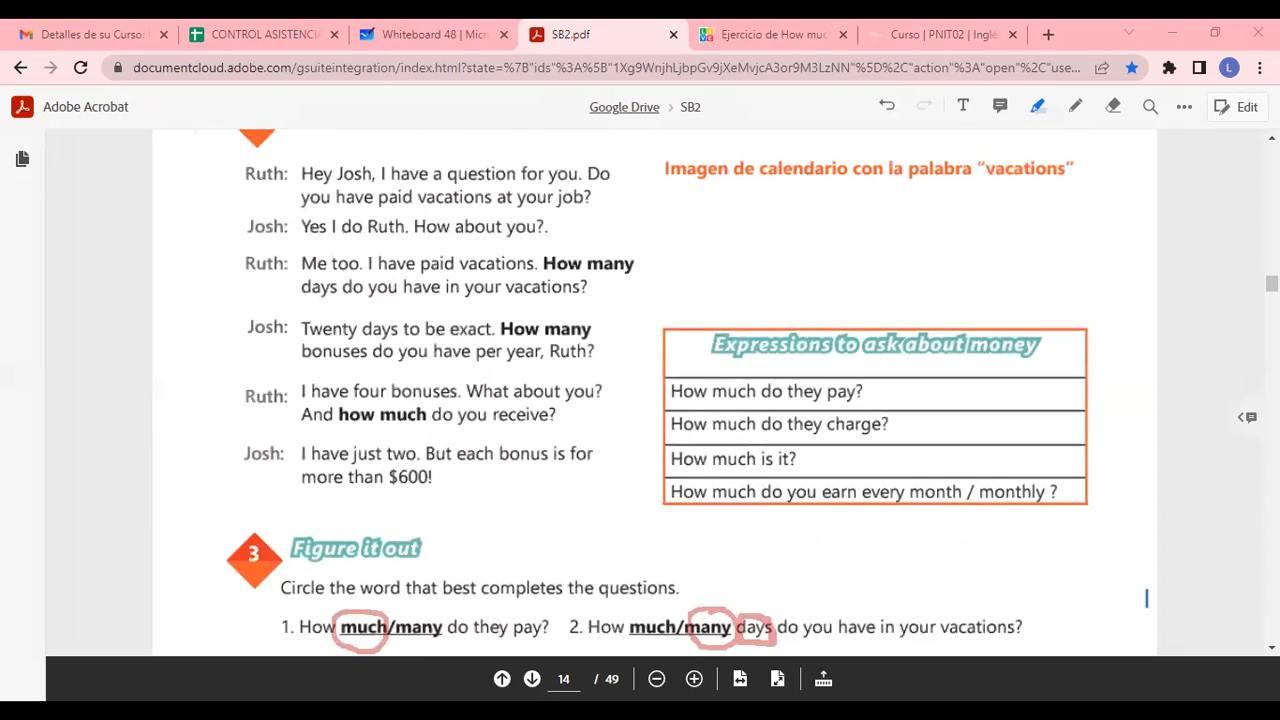 Detalles de su Curso:
CONTROL ASISTENCIA
Whiteboard 48 | Micro
SB2.pdf
Ejercicio de How muc
Curso | PNIT02 | Inglé
documentcloud.adobe.com/gsuiteintegration/index.html?state=%7B"ids"%3A%5B"1Xg9WnjhLjbpGv9jXeMvjcA3or9M3LzNN"%5D%2C"action"%3A"open"%2C"use...
L
Adobe Acrobat
Google Drive › SB2
Edit
Ruth: Hey Josh, I have a question for you. Do
you have paid vacations at your job?
Josh: Yes I do Ruth. How about you?.
Ruth: Me too. I have paid vacations. How many
days do you have in your vacations?
Josh: Twenty days to be exact. How many
bonuses do you have per year, Ruth?
Ruth: I have four bonuses. What about you?
And how much do you receive?
Josh: I have just two. But each bonus is for
more than $600!
Imagen de calendario con la palabra “vacations”
Expressions to ask about money
How much do they pay?
How much do they charge?
How much is it?
How much do you earn every month / monthly ?
3 Figure it out
Circle the word that best completes the questions.
1. How much/many do they pay? 2. How much/many days do you have in your vacations?
14 / 49